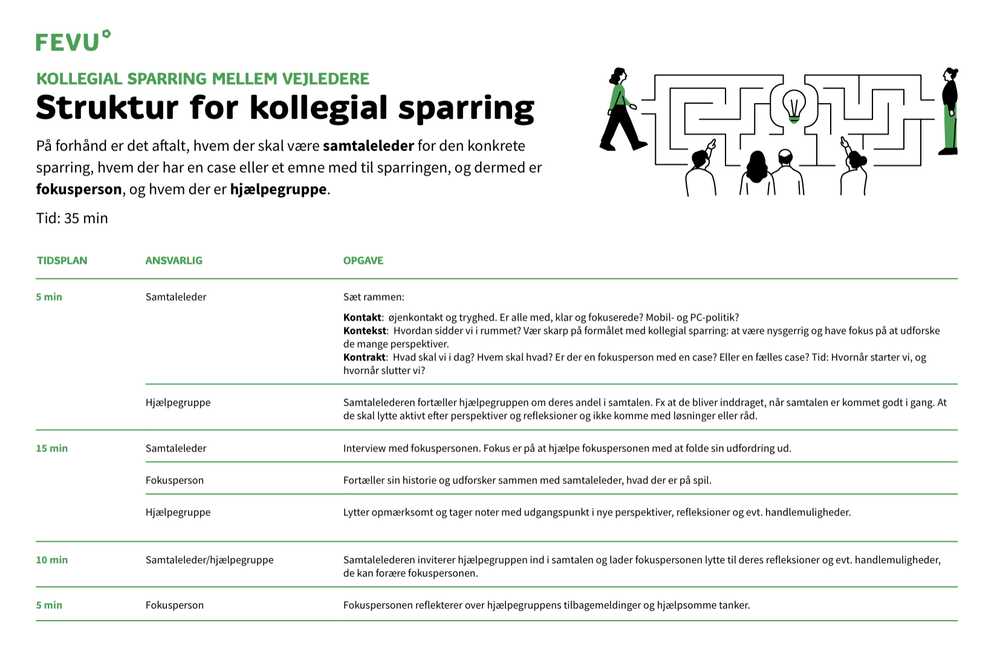 FEVU
KOLLEGIAL SPARRING MELLEM VEJLEDERE
Struktur for kollegial sparring
På forhånd er det aftalt, hvem der skal være samtaleleder for den konkrete
sparring, hvem der har en case eller et emne med til sparringen, og dermed er
fokusperson, og hvem der er hjælpegruppe.
Tid: 35 min
TIDSPLAN ANSVARLIG OPGAVE
5 min Samtaleleder Sæt rammen:
Kontakt: øjenkontakt og tryghed. Er alle med, klar og fokuserede? Mobil- og PC-politik?
Kontekst: Hvordan sidder vi i rummet? Vær skarp på formålet med kollegial sparring: at være nysgerrig og have fokus på at udforske
de mange perspektiver.
Kontrakt: Hvad skal vi i dag? Hvem skal hvad? Er der en fokusperson med en case? Eller en fælles case? Tid: Hvornår starter vi, og
hvornår slutter vi?
Hjælpegruppe Samtalelederen fortæller hjælpegruppen om deres andel i samtalen. Fx at de bliver inddraget, når samtalen er kommet godt i gang. At
de skal lytte aktivt efter perspektiver og refleksioner og ikke komme med løsninger eller råd.
15 min Samtaleleder Interview med fokuspersonen. Fokus er på at hjælpe fokuspersonen med at folde sin udfordring ud.
Fokusperson Fortæller sin historie og udforsker sammen med samtaleleder, hvad der er på spil.
Hjælpegruppe Lytter opmærksomt og tager noter med udgangspunkt i nye perspektiver, refleksioner og evt. handlemuligheder.
10 min Samtaleleder/hjælpegruppe Samtalelederen inviterer hjælpegruppen ind i samtalen og lader fokuspersonen lytte til deres refleksioner og evt. handlemuligheder,
de kan forære fokuspersonen.
5 min Fokusperson Fokuspersonen reflekterer over hjælpegruppens tilbagemeldinger og hjælpsomme tanker.